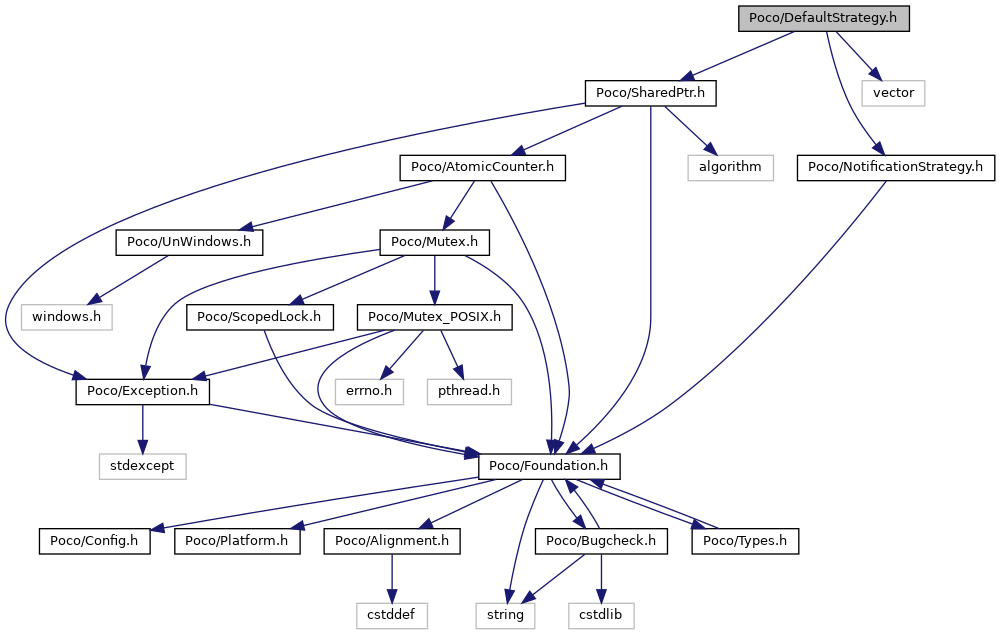 Poco/DefaultStrategy.h
Poco/SharedPtr.h
vector
Poco/AtomicCounter.h
algorithm
Poco/NotificationStrategy.h
Poco/UnWindows.h
Poco/Mutex.h
windows.h
Poco/ScopedLock.h
Poco/Mutex_POSIX.h
Poco/Exception.h
errno.h
pthread.h
stdexcept
Poco/Foundation.h
Poco/Config.h
Poco/Platform.h
Poco/Alignment.h
Poco/Bugcheck.h
Poco/Types.h
cstddef
string
cstdlib